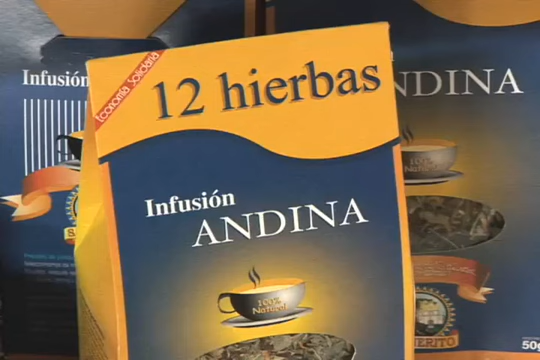 Economía Solidaria
12 hierbas
Infusión
ANDINA
100%
Natural
Infusión
NDINA
100%
Natural
50g